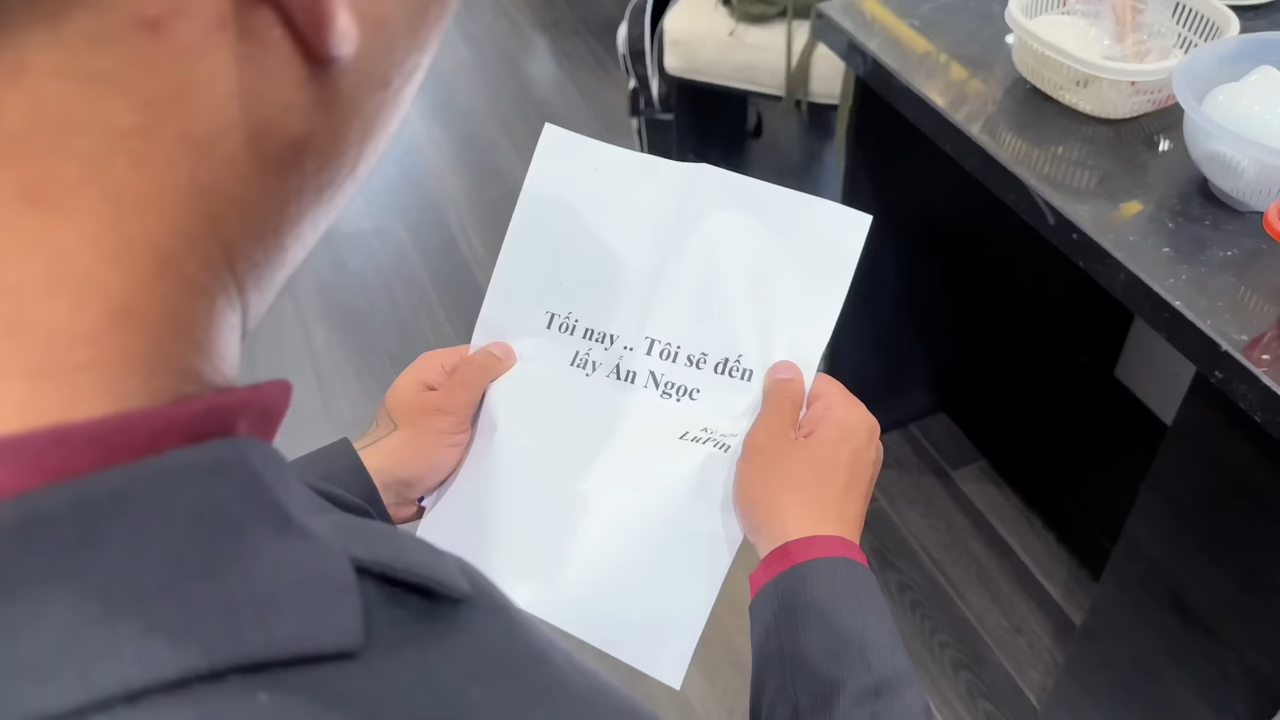 Tối nay .. Tôi sẽ đến
lấy Ấn Ngọc
LuPin